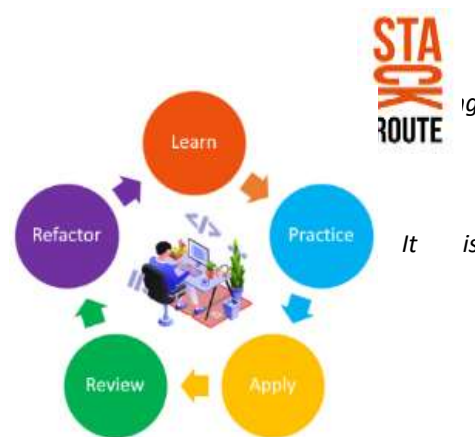 STA
CK
ROUTE
Learn
Refactor
Practice
It is
Review
Apply